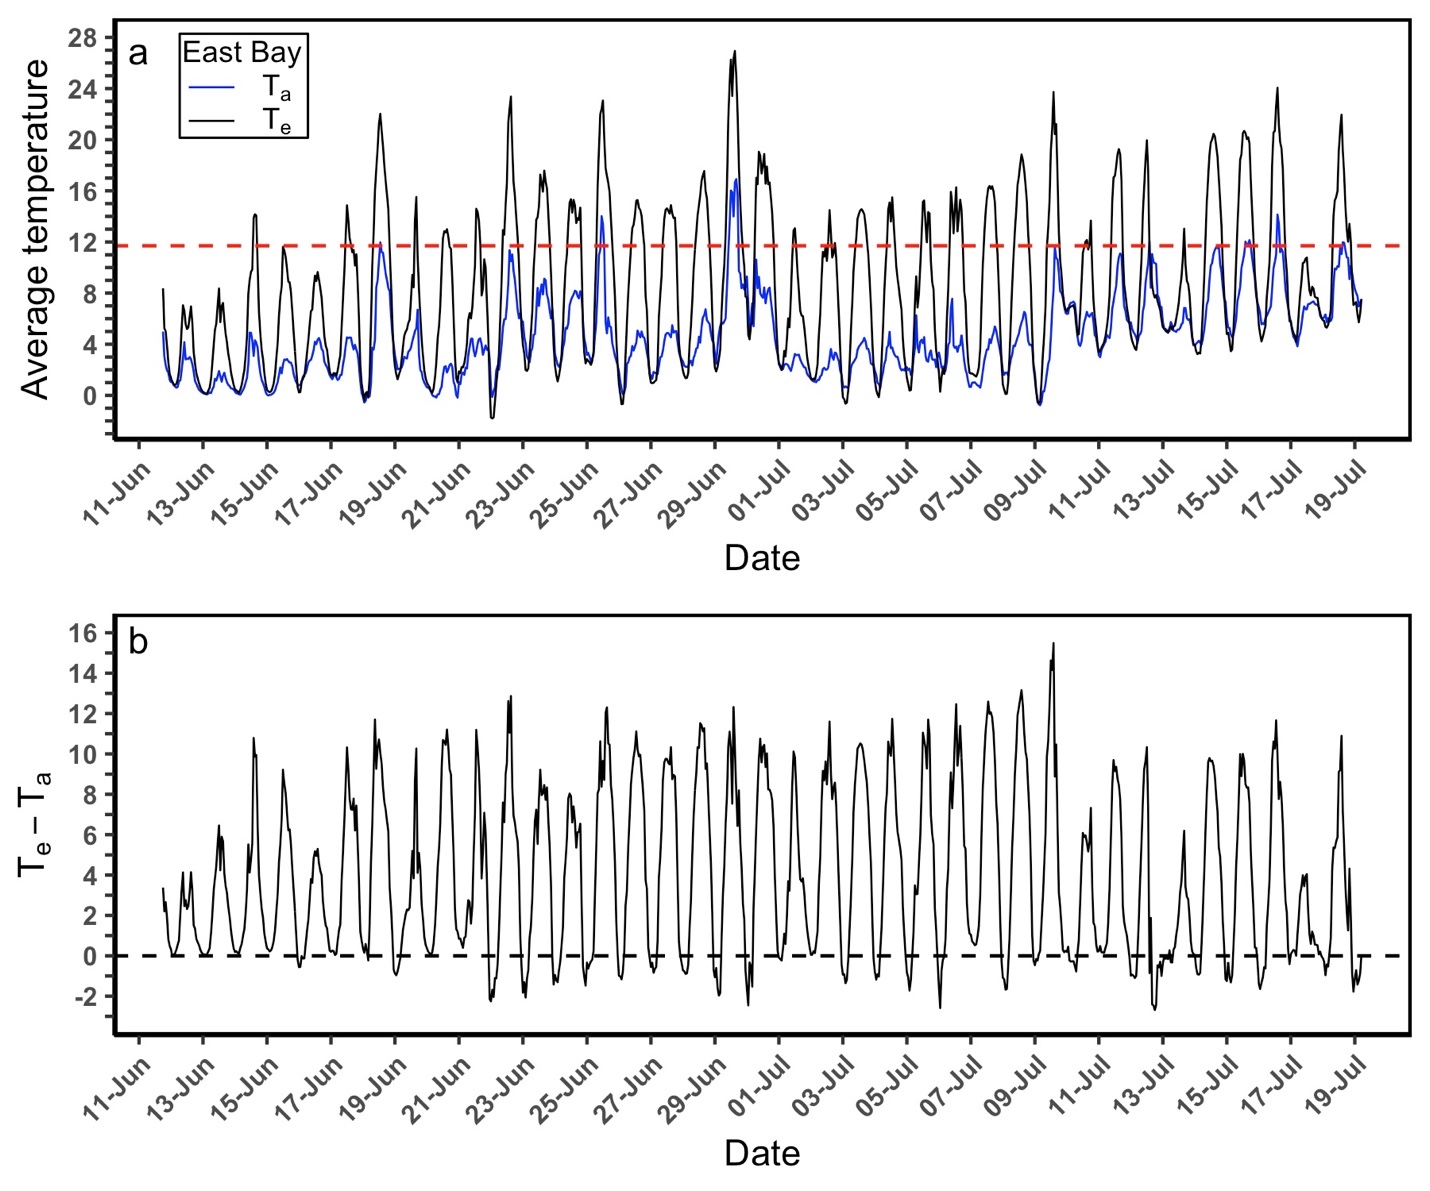 a
East Bay
Ta
Te
Average temperature
28
24
20
16
12
8
4
0
11-Jun
13-Jun
15-Jun
17-Jun
19-Jun
21-Jun
23-Jun
25-Jun
27-Jun
29-Jun
01-Jul
03-Jul
05-Jul
07-Jul
09-Jul
11-Jul
13-Jul
15-Jul
17-Jul
19-Jul
Date
b
Te – Ta
16
14
12
10
8
6
4
2
0
-2
11-Jun
13-Jun
15-Jun
17-Jun
19-Jun
21-Jun
23-Jun
25-Jun
27-Jun
29-Jun
01-Jul
03-Jul
05-Jul
07-Jul
09-Jul
11-Jul
13-Jul
15-Jul
17-Jul
19-Jul
Date